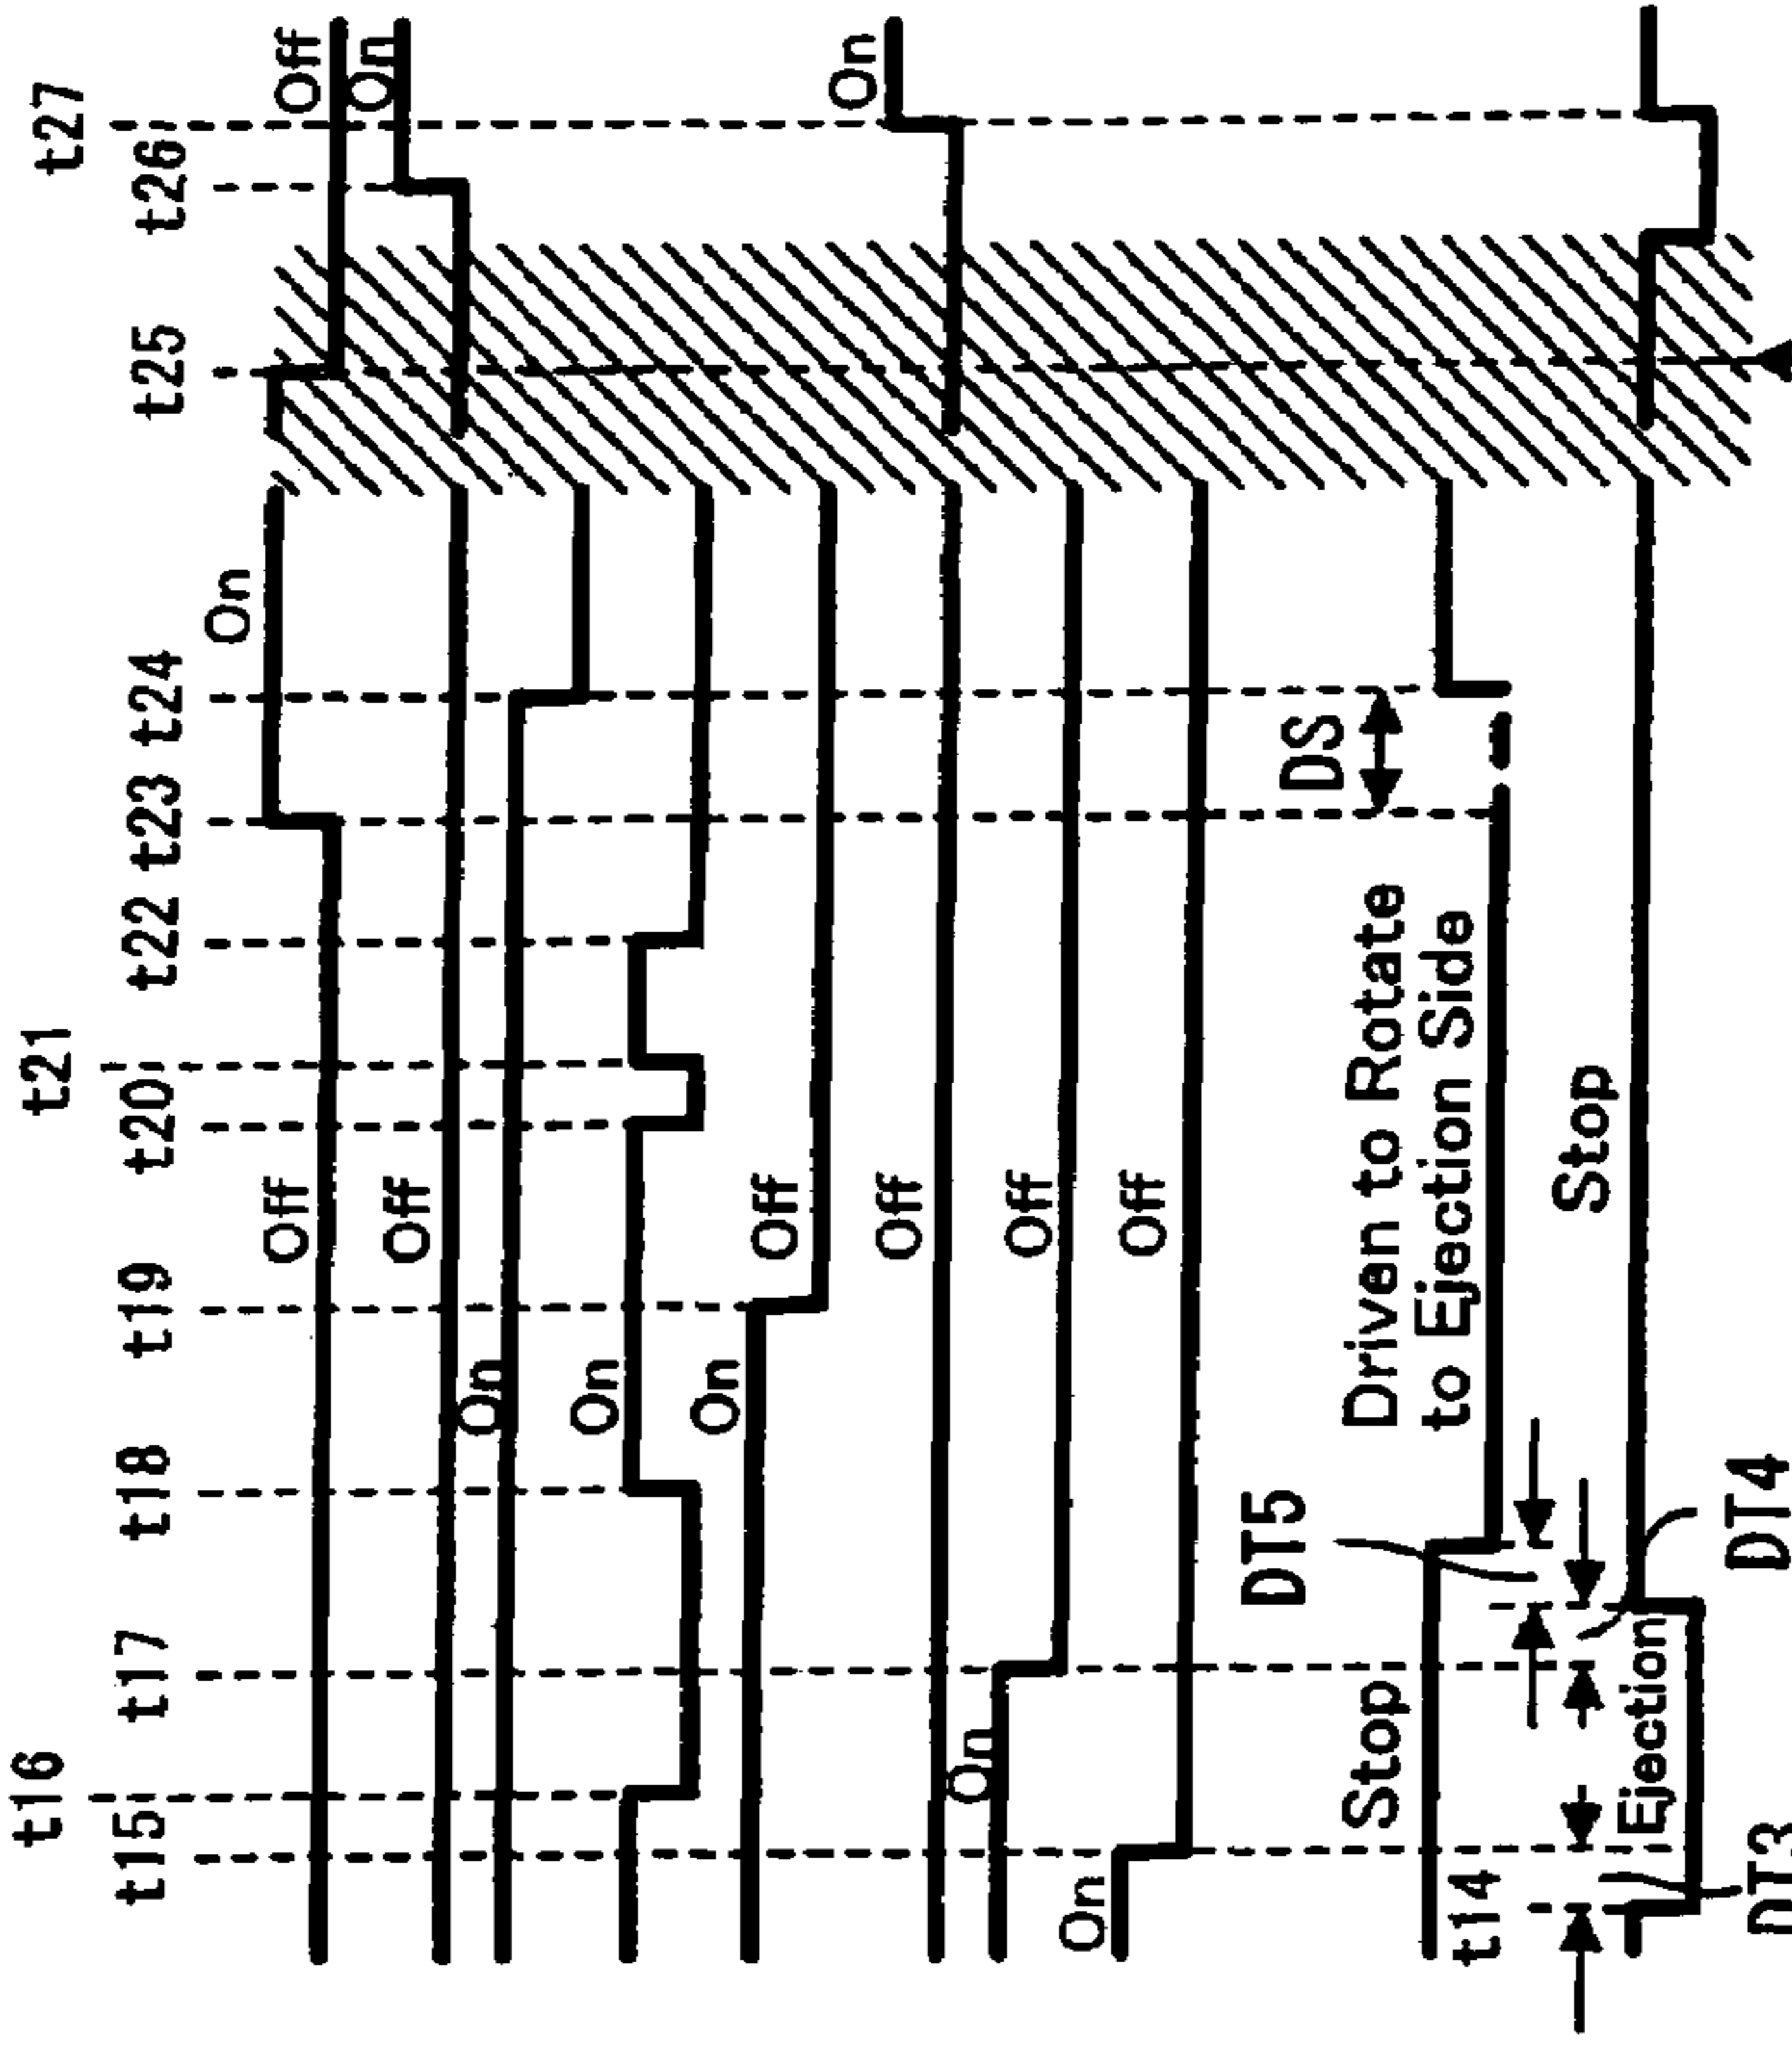 t16
t21
t27
t15
t17
t18
t19
t20
t22
t23
t24
t25
t26
On
Off
Off
Off
On
On
On
On
Off
Off
On
On
Off
On
Off
DT5
DS
Stop
Driven to Rotate
to Ejection Side
t14
Ejection
Stop
DT3
DT4